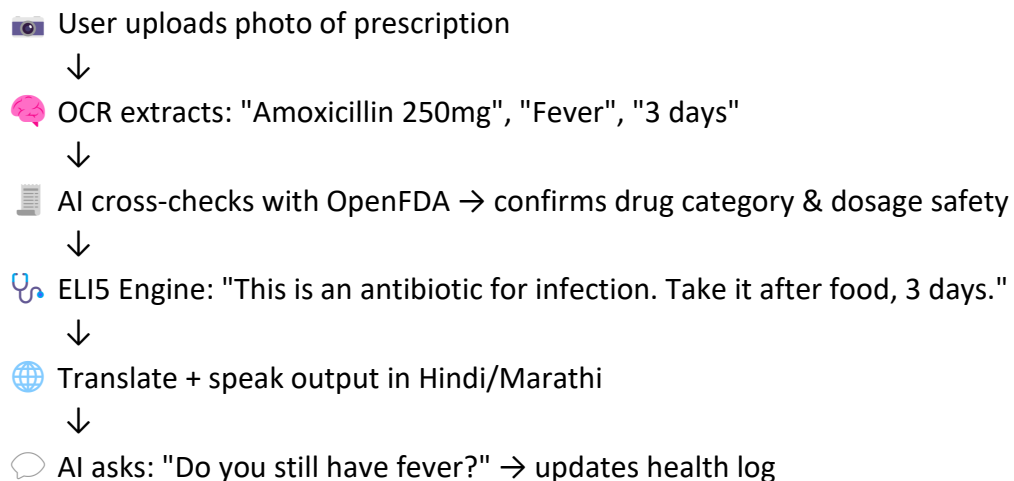 📷 User uploads photo of prescription
↓
🧠 OCR extracts: "Amoxicillin 250mg", "Fever", "3 days"
↓
🧾 AI cross-checks with OpenFDA → confirms drug category & dosage safety
↓
🩺 ELI5 Engine: "This is an antibiotic for infection. Take it after food, 3 days."
↓
🌐 Translate + speak output in Hindi/Marathi
↓
💬 AI asks: "Do you still have fever?" → updates health log